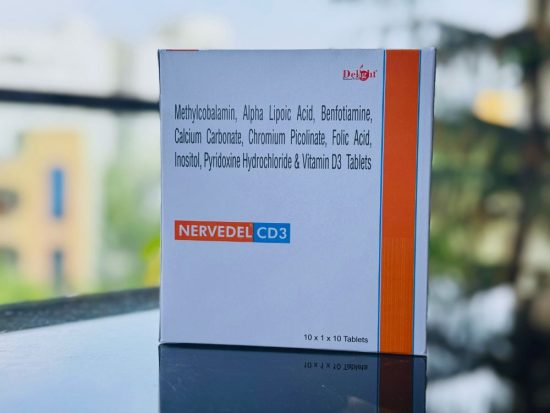 Delight
Methylcobalamin, Alpha Lipoic Acid, Benfotiamine,
Calcium Carbonate, Chromium Picolinate, Folic Acid,
Inositol, Pyridoxine Hydrochloride & Vitamin D3 Tablets
NERVEDEL CD3
10 x 1 x 10 Tablets